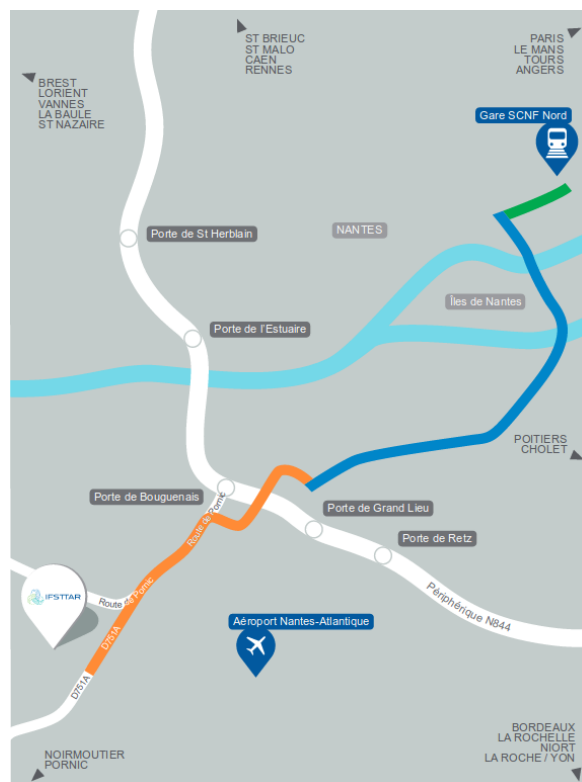 ST BRIEUC
ST MALO
CAEN
RENNES
PARIS
LE MANS
TOURS
ANGERS
BREST
LORIENT
VANNES
LA BAULE
ST NAZAIRE
Gare SCNF Nord
Porte de St Herblain
NANTES
Îles de Nantes
Porte de l'Estuaire
POITIERS
CHOLET
Porte de Bouguenais
Route de Pornic
Porte de Grand Lieu
Porte de Retz
IFSTTAR
Route de Pornic
Périphérique N844
D751A
Aéroport Nantes-Atlantique
D751A
NOIRMOUTIER
PORNIC
BORDEAUX
LA ROCHELLE
NIORT
LA ROCHE / YON